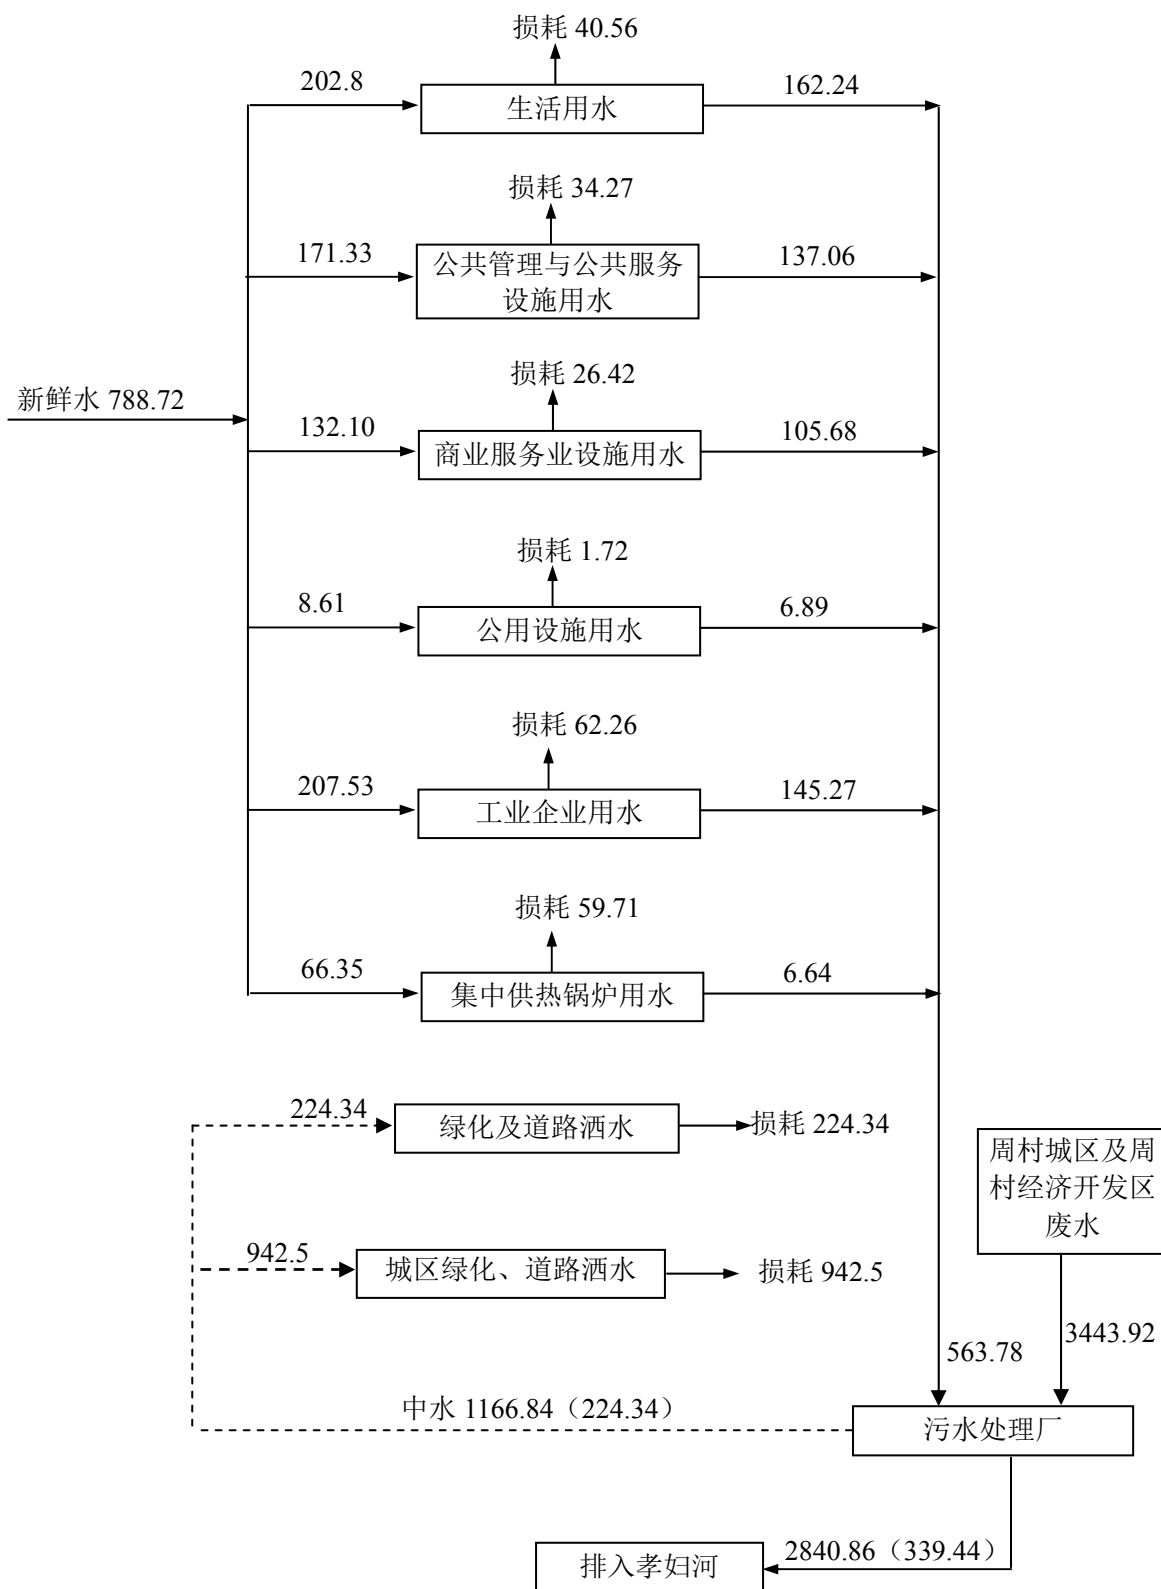 损耗 40.56
202.8
生活用水
162.24
损耗 34.27
171.33
公共管理与公共服务
设施用水
137.06
新鲜水 788.72
损耗 26.42
132.10
商业服务业设施用水
105.68
损耗 1.72
8.61
公用设施用水
6.89
损耗 62.26
207.53
工业企业用水
145.27
损耗 59.71
66.35
集中供热锅炉用水
6.64
224.34
绿化及道路洒水
损耗 224.34
周村城区及周
村经济开发区
废水
942.5
城区绿化、道路洒水
损耗 942.5
563.78
3443.92
中水 1166.84（224.34）
污水处理厂
2840.86（339.44）
排入孝妇河